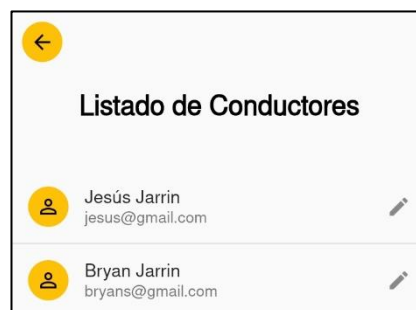 Listado de Conductores
Jesús Jarrin
jesus@gmail.com
Bryan Jarrin
bryans@gmail.com